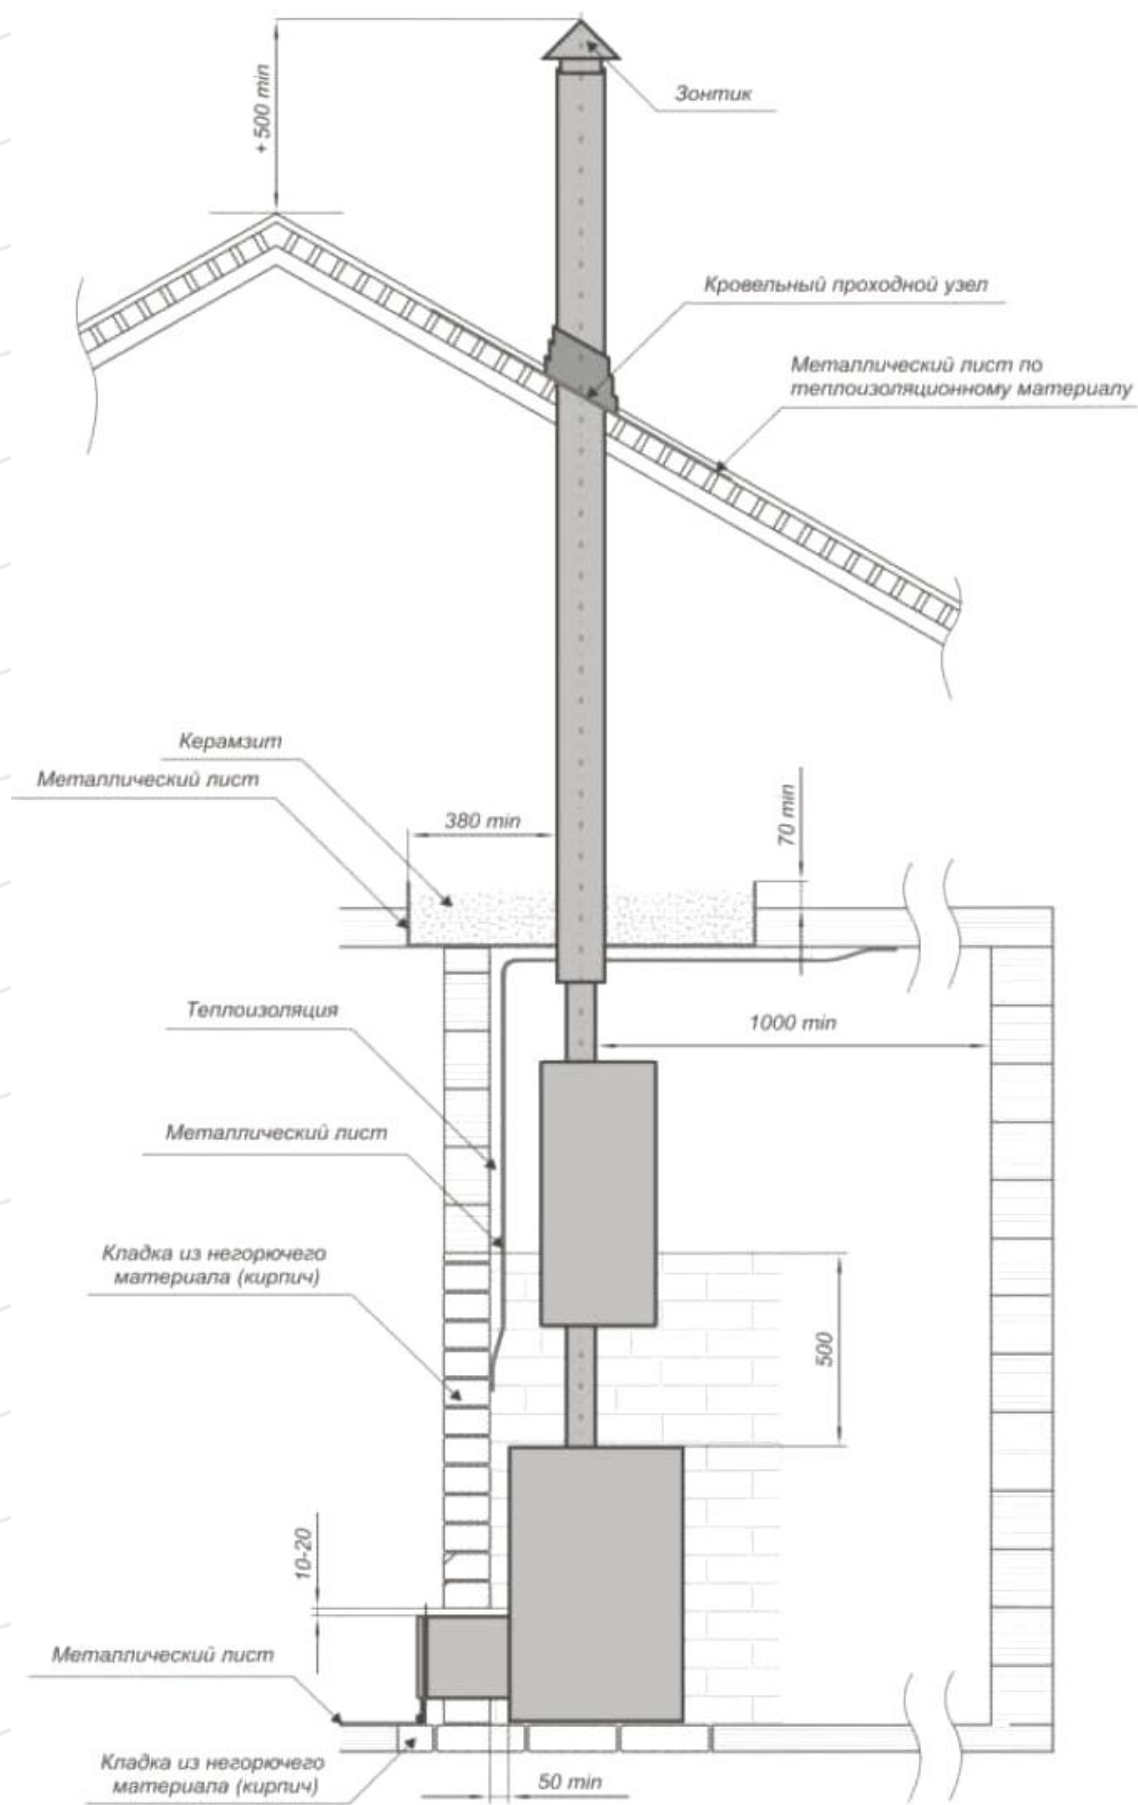 +500 min
Зонтик
Кровельный проходной узел
Металлический лист по
теплоизоляционному материалу
Керамзит
Металлический лист
380 min
70 min
Теплоизоляция
1000 min
Металлический лист
Кладка из негорючего
материала (кирпич)
500
10-20
Металлический лист
Кладка из негорючего
материала (кирпич)
50 min